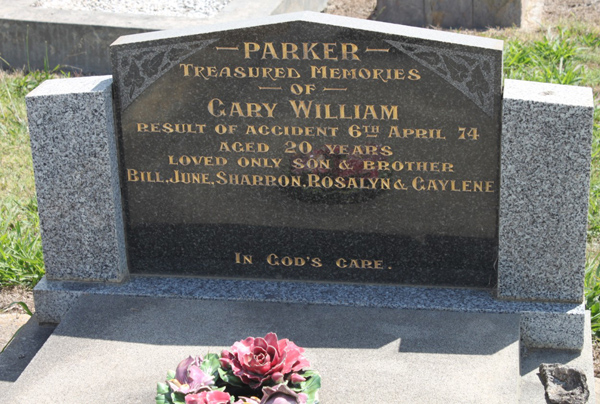 — PARKER —
TREASURED MEMORIES
— OF —
GARY WILLIAM
RESULT OF ACCIDENT 6TH APRIL 74
AGED 20 YEARS
LOVED ONLY SON & BROTHER
BILL, JUNE, SHARRON, ROSALYN & GAYLENE
IN GOD'S CARE.